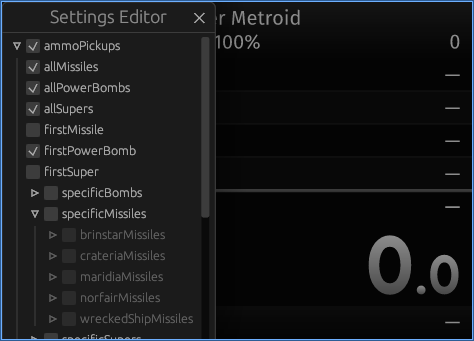 Settings Editor
ammoPickups
allMissiles
allPowerBombs
allSupers
firstMissile
firstPowerBomb
firstSuper
specificBombs
specificMissiles
brinstarMissiles
crateriaMissiles
maridiaMissiles
norfairMissiles
wreckedShipMissiles
specificSupers
r Metroid
100% 0
—
—
—
—
—
0.0
—